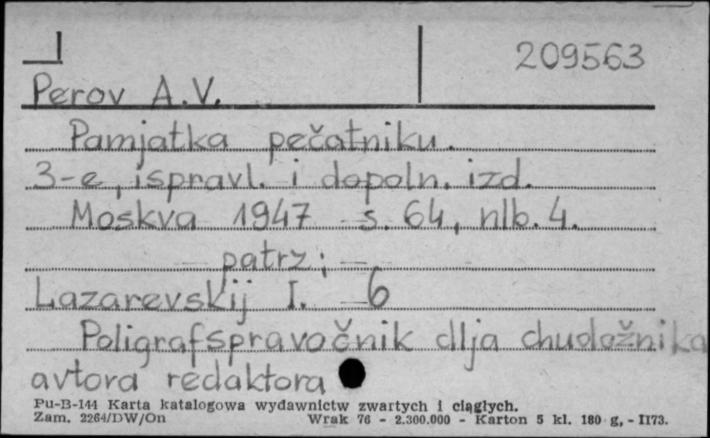 209563
Perov A.V.
Pamjatka pečatniku.
3-e, ispravl. i dopoln. izd.
Moskva 1947 s. 64, nlb. 4.
patrz:
Lazarevskij I. 6
Poligrafspravočnik dlja chudožnika
avtora redaktora
Pu-B-144 Karta katalogowa wydawnictw zwartych i ciągłych.
Zam. 2264/DW/On Wrak 76 - 2.300.000 - Karton 5 kl. 180 g, - II73.